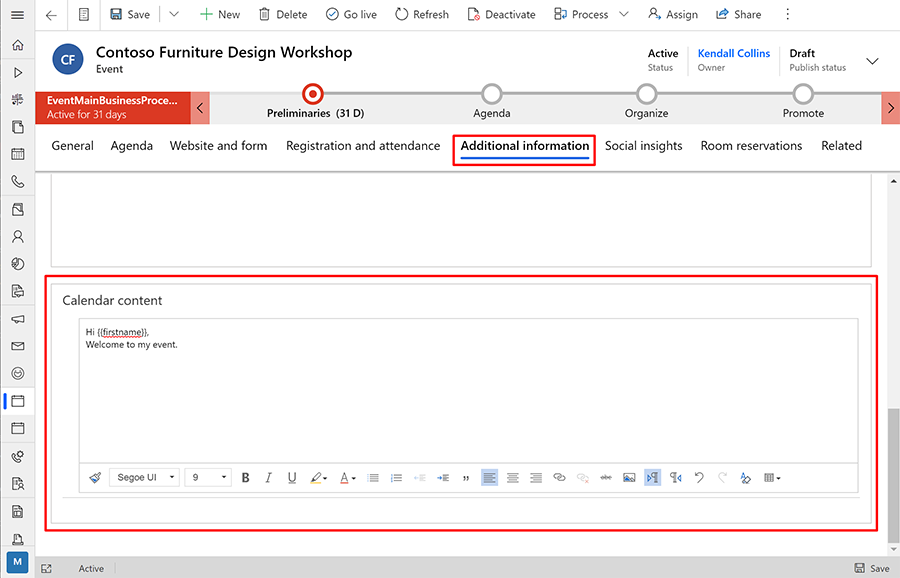 Save New Delete Go live Refresh Deactivate Process Assign Share
CF
Contoso Furniture Design Workshop
Event
Active
Status
Kendall Collins
Owner
Draft
Publish status
EventMainBusinessProce...
Active for 31 days
Preliminaries (31 D)
Agenda
Organize
Promote
General Agenda Website and form Registration and attendance Additional information Social insights Room reservations Related
Calendar content
Hi {{firstname}},
Welcome to my event.
Segoe UI 9 B I U A abc
M
Active
Save